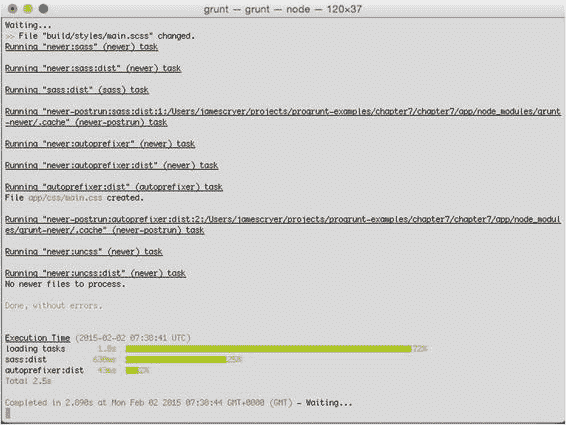 grunt — grunt — node — 120×37
Waiting...
>> File "build/styles/main.scss" changed.
Running "newer:sass" (newer) task
Running "newer:sass:dist" (newer) task
Running "sass:dist" (sass) task
Running "newer-postrun:sass:dist:1:/Users/jamescryer/projects/progrunt-examples/chapter7/chapter7/app/node_modules/grunt
-newer/.cache" (newer-postrun) task
Running "newer:autoprefixer" (newer) task
Running "newer:autoprefixer:dist" (newer) task
Running "autoprefixer:dist" (autoprefixer) task
File app/css/main.css created.
Running "newer-postrun:autoprefixer:dist:2:/Users/jamescryer/projects/progrunt-examples/chapter7/chapter7/app/node_modul
es/grunt-newer/.cache" (newer-postrun) task
Running "newer:uncss" (newer) task
Running "newer:uncss:dist" (newer) task
No newer files to process.
Done, without errors.
Execution Time (2015-02-02 07:38:41 UTC)
loading tasks 1.8s 72%
sass:dist 630ms 25%
autoprefixer:dist 43ms 2%
Total 2.5s
Completed in 2.890s at Mon Feb 02 2015 07:38:44 GMT+0000 (GMT) - Waiting...